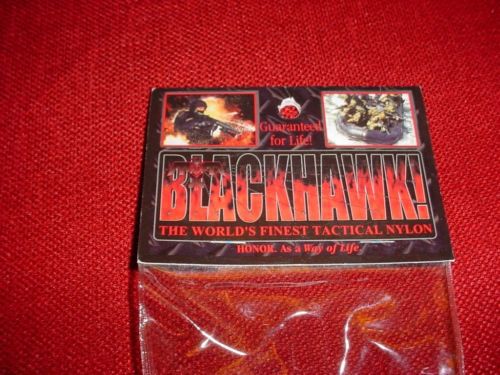 Guaranteed
for Life!
BLACKHAWK!
THE WORLD'S FINEST TACTICAL NYLON
HONOR. As a Way of Life